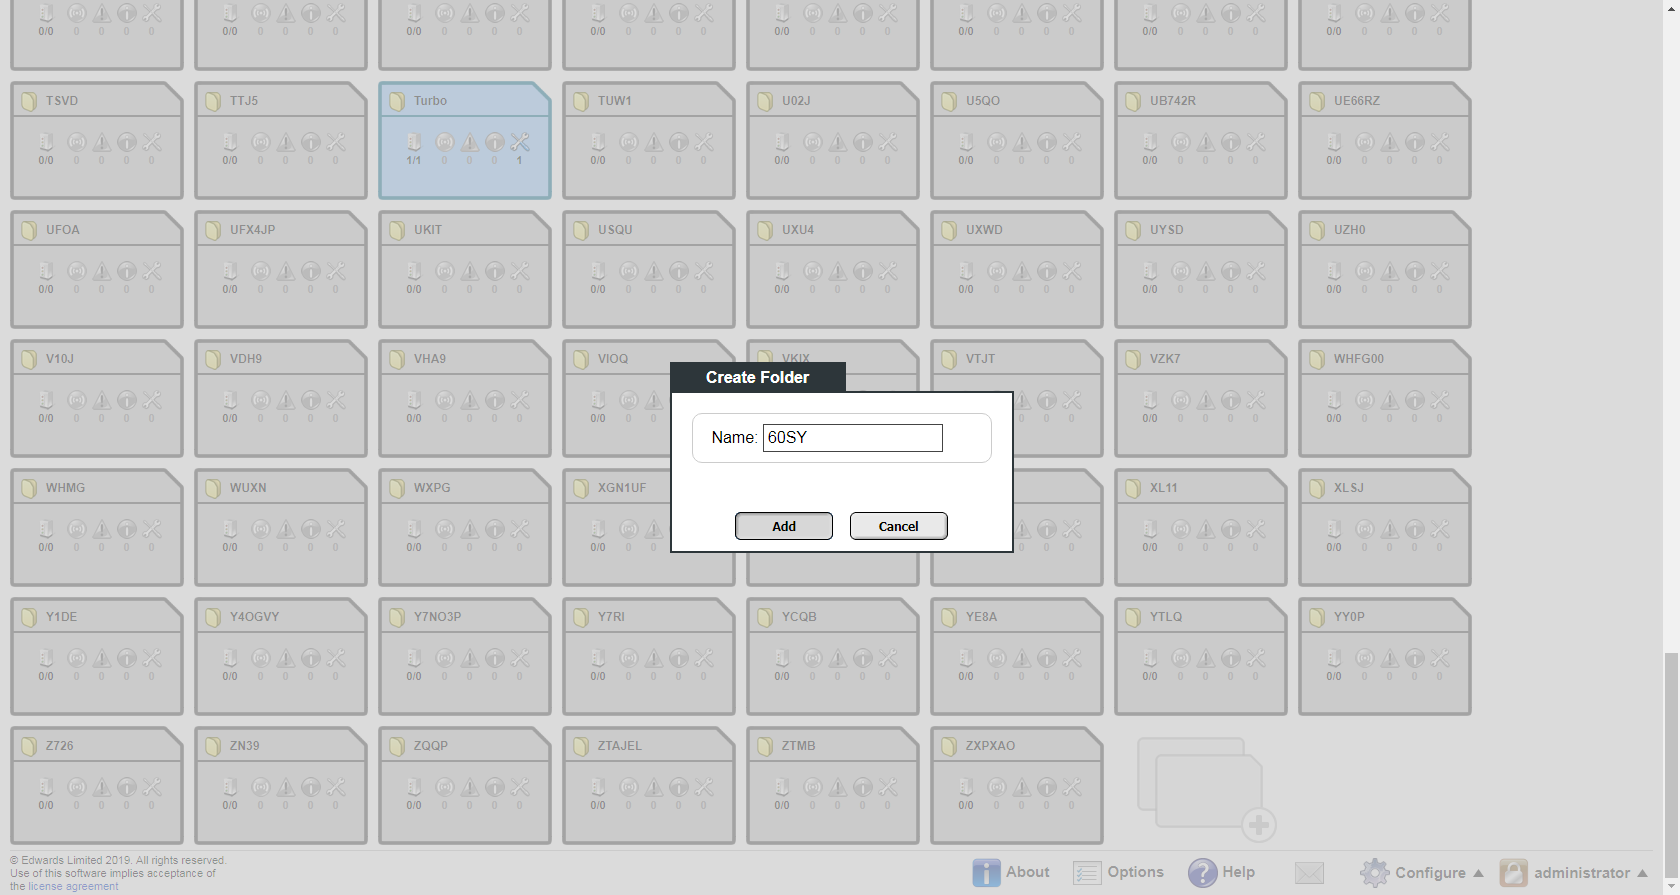 0/0 0 0 0 0 0/0 0 0 0 0 0/0 0 0 0 0 0/0 0 0 0 0 0/0 0 0 0 0 0/0 0 0 0 0 0/0 0 0 0 0 0/0 0 0 0 0
TSVD TTJ5 Turbo TUW1 U02J U5QO UB742R UE66RZ
0/0 0 0 0 0 0/0 0 0 0 0 1/1 0 0 0 1 0/0 0 0 0 0 0/0 0 0 0 0 0/0 0 0 0 0 0/0 0 0 0 0 0/0 0 0 0 0
UFOA UFX4JP UKIT USQU UXU4 UXWD UYSD UZH0
0/0 0 0 0 0 0/0 0 0 0 0 0/0 0 0 0 0 0/0 0 0 0 0 0/0 0 0 0 0 0/0 0 0 0 0 0/0 0 0 0 0 0/0 0 0 0 0
V10J VDH9 VHA9 VIOQ VKIX VTJT VZK7 WHFG00
Create Folder
0/0 0 0 0 0 0/0 0 0 0 0 0/0 0 0 0 0 0/0 0 0 0 0 0/0 0 0 0 0 0/0 0 0 0 0
Name: 60SY
WHMG WUXN WXPG XGN1UF XL11 XLSJ
Add Cancel
0/0 0 0 0 0 0/0 0 0 0 0 0/0 0 0 0 0 0/0 0 0 0 0 0/0 0 0 0 0 0/0 0 0 0 0
Y1DE Y4OGVY Y7NO3P Y7RI YCQB YE8A YTLQ YY0P
0/0 0 0 0 0 0/0 0 0 0 0 0/0 0 0 0 0 0/0 0 0 0 0 0/0 0 0 0 0 0/0 0 0 0 0 0/0 0 0 0 0 0/0 0 0 0 0
Z726 ZN39 ZQQP ZTAJEL ZTMB ZXPXAO
0/0 0 0 0 0 0/0 0 0 0 0 0/0 0 0 0 0 0/0 0 0 0 0 0/0 0 0 0 0 0/0 0 0 0 0
© Edwards Limited 2019. All rights reserved.
Use of this software implies acceptance of
the license agreement
About Options Help Configure administrator